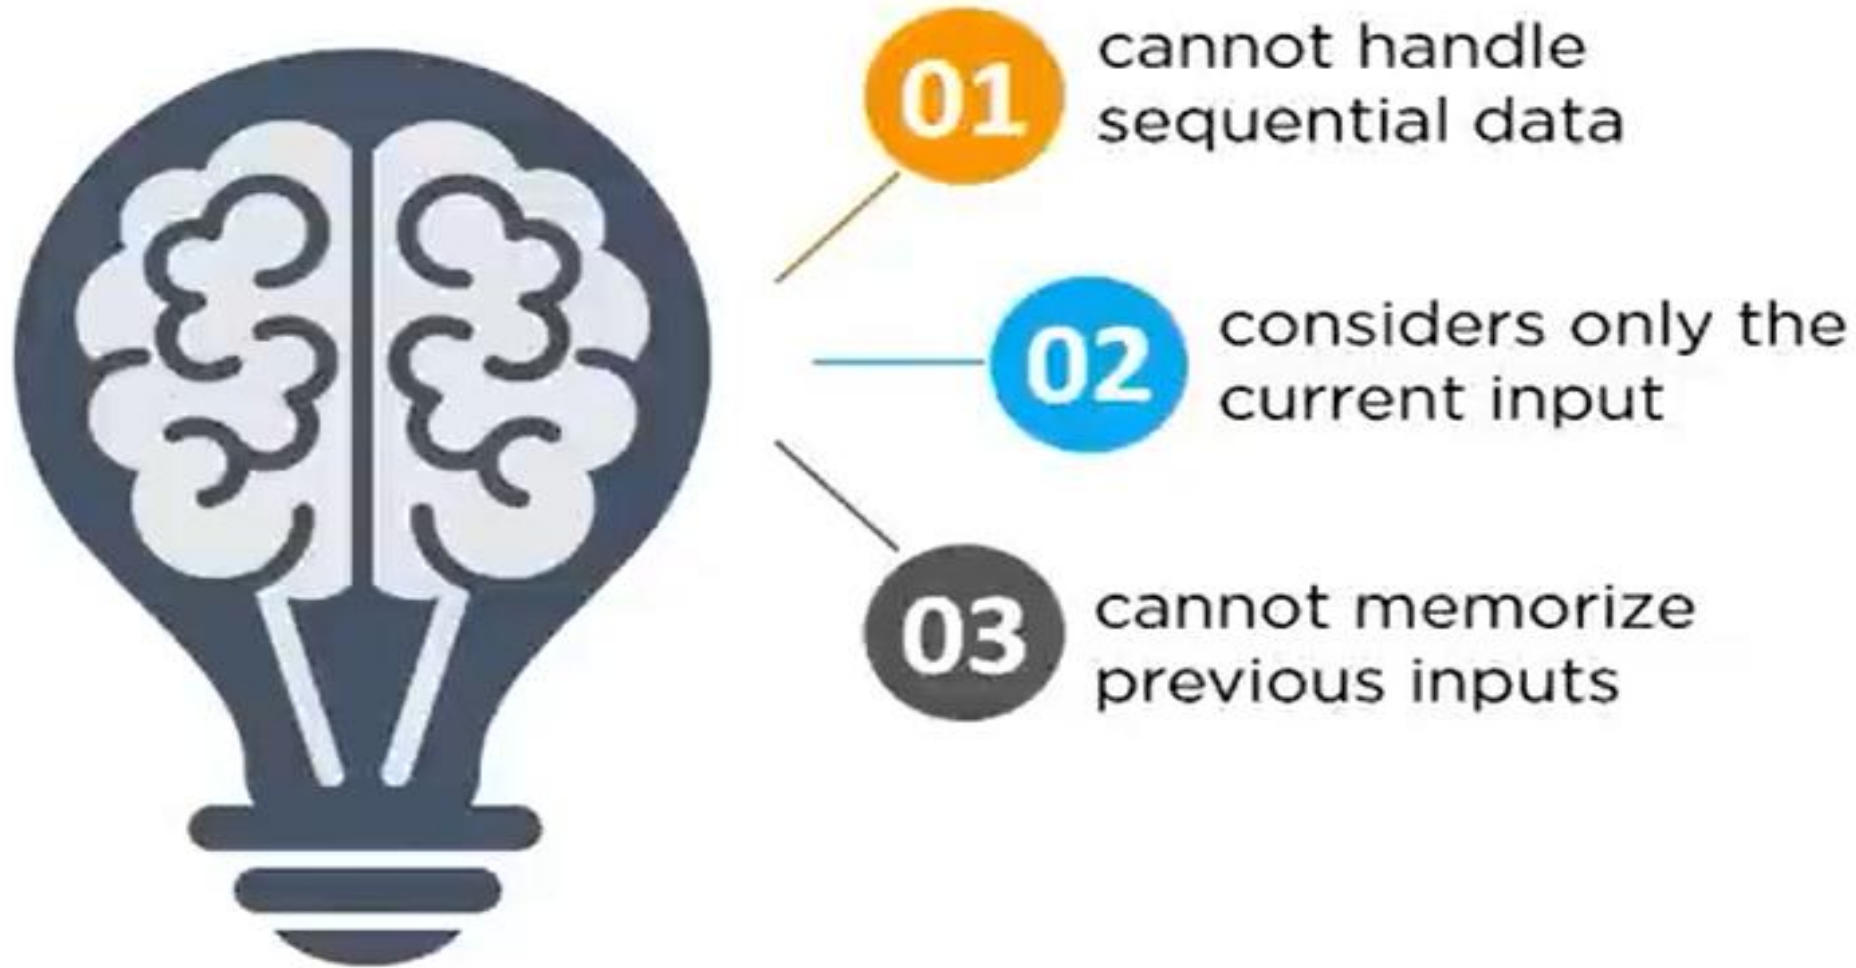 01
cannot handle
sequential data
02
considers only the
current input
03
cannot memorize
previous inputs